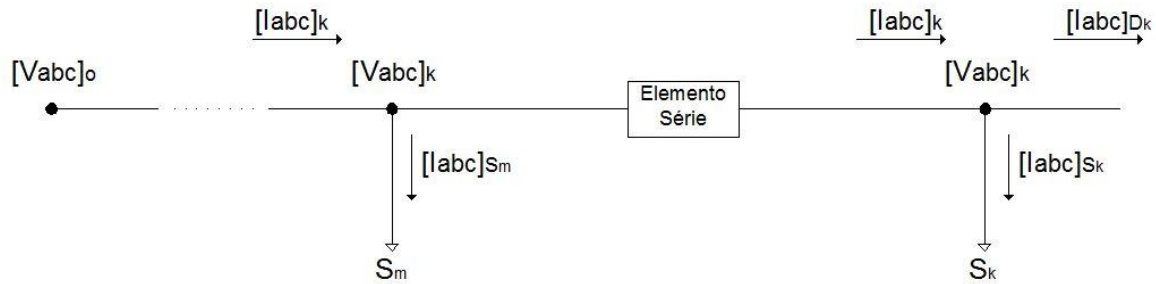 [Iabc]k [Iabc]k [Iabc]Dk
[Vabc]o [Vabc]k [Vabc]k
Elemento
Série
[Iabc]Sm [Iabc]Sk
Sm Sk